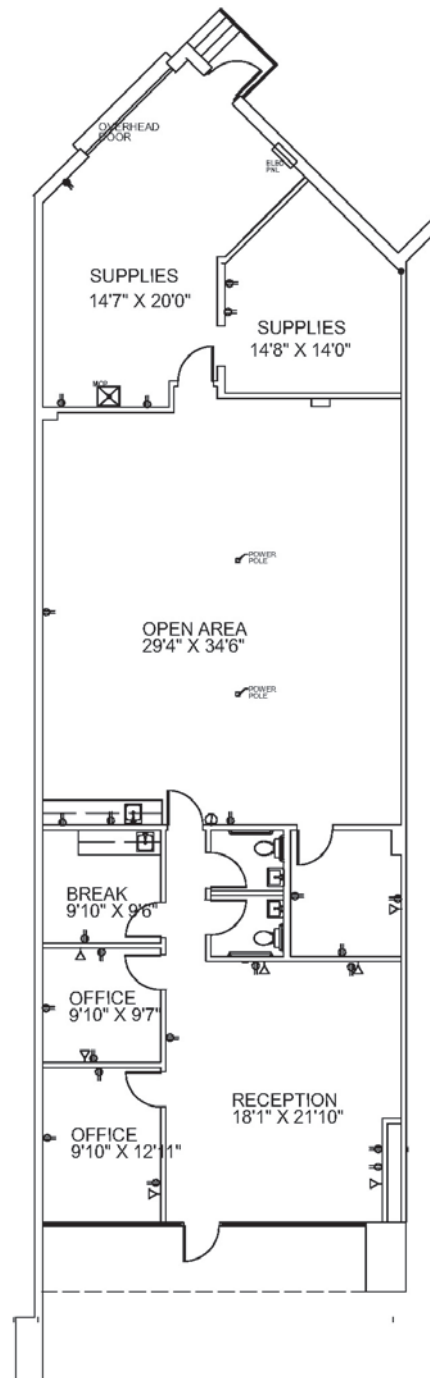 OVERHEAD
DOOR
ELEC
PNL
SUPPLIES
14'7" X 20'0"
SUPPLIES
14'8" X 14'0"
MOP
POWER
POLE
OPEN AREA
29'4" X 34'6"
POWER
POLE
BREAK
9'10" X 9'6"
OFFICE
9'10" X 9'7"
RECEPTION
18'1" X 21'10"
OFFICE
9'10" X 12'11"